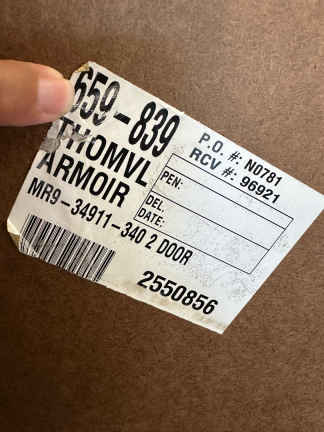 659-839
THOMVL
ARMOIR
MR9-34911-340 2 DOOR
2550856
P.O. #: N0781
RCV #: 96921
PEN:
DEL.
DATE: